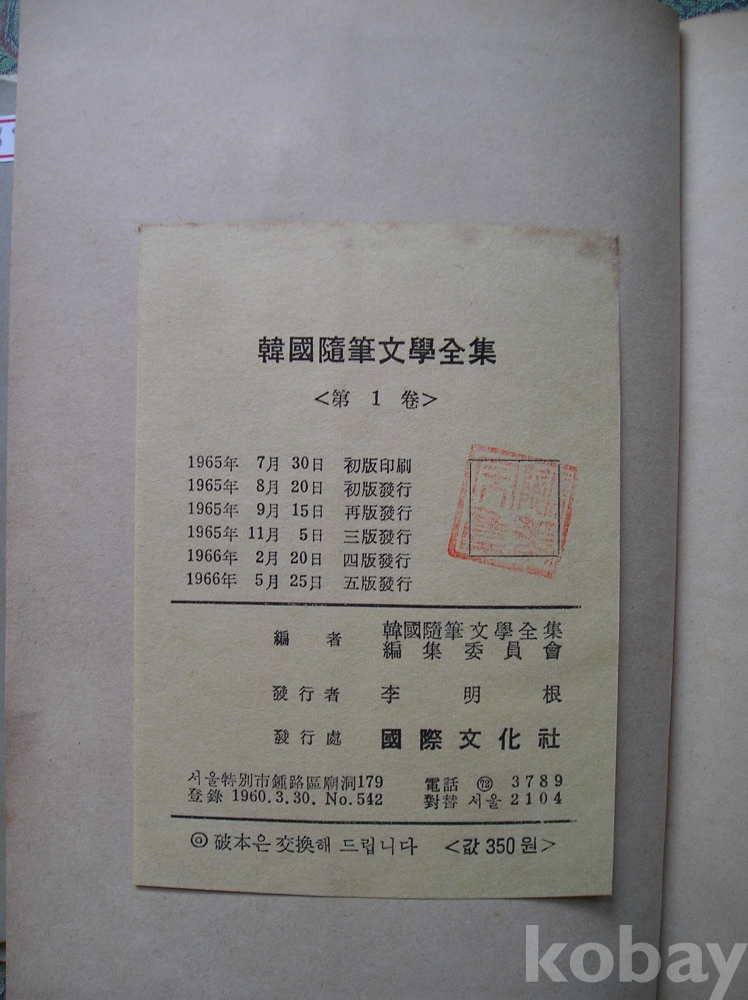 韓國隨筆文學全集
<第 1 卷>
1965年 7月 30日 初版印刷
1965年 8月 20日 初版發行
1965年 9月 15日 再版發行
1965年 11月 5日 三版發行
1966年 2月 20日 四版發行
1966年 5月 25日 五版發行
編 者 韓國隨筆文學全集
編集委員會
發行者 李明根
發行處 國際文化社
서울特別市鍾路區廟洞179 電話 ㊆ 3789
登錄 1960.3.30. No.542 對替 서울 2104
◎ 破本은 交換해 드립니다 <값 350원>
kobay